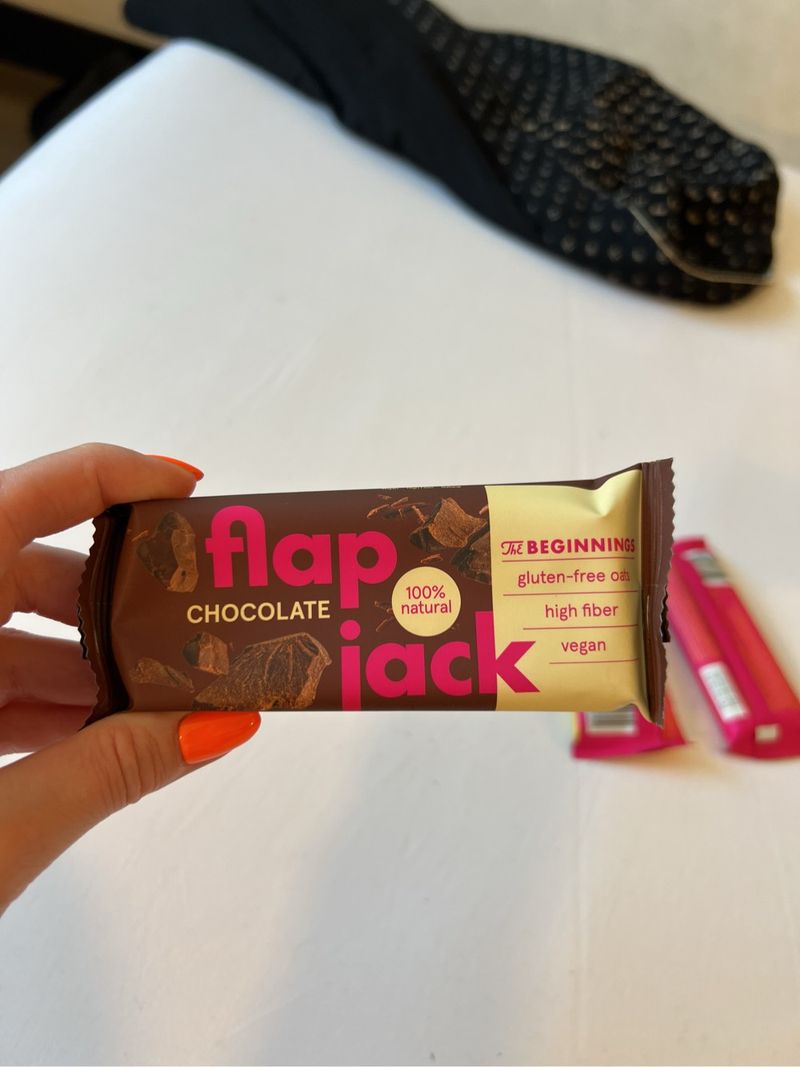 flap
CHOCOLATE
100%
natural
jack
The BEGINNINGS
gluten-free oats
high fiber
vegan